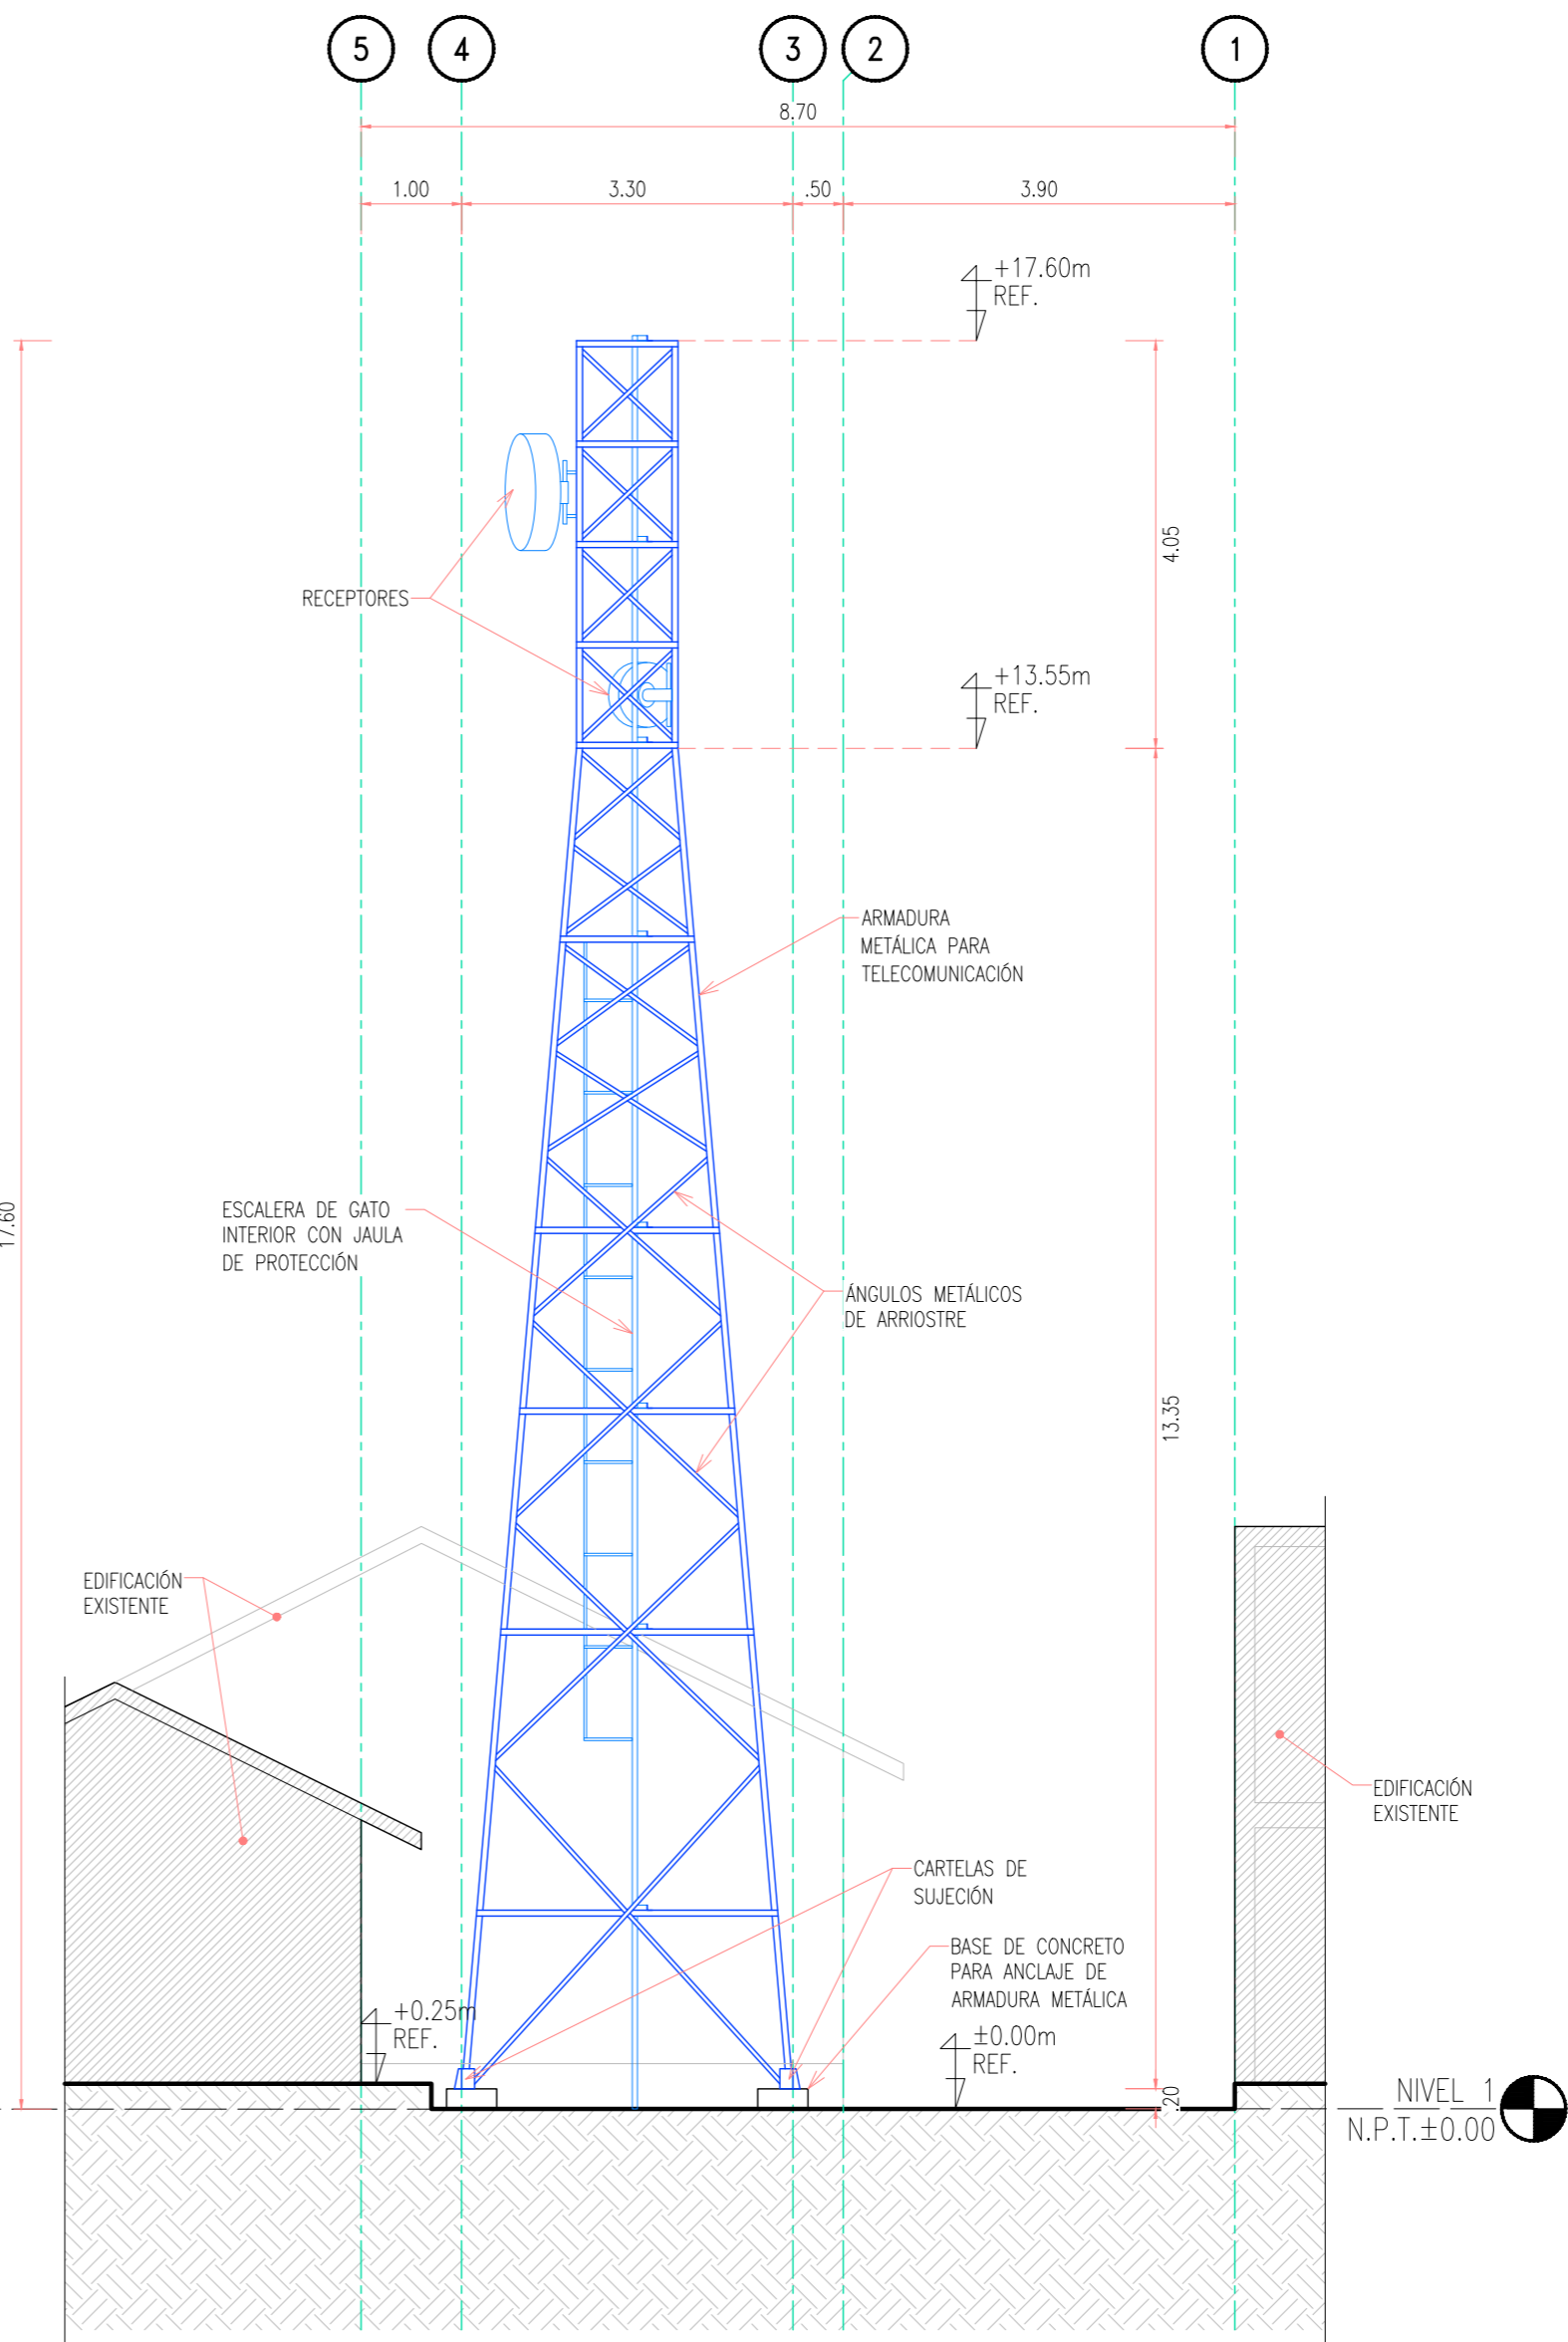 5
4
3
2
1
8.70
1.00
3.30
.50
3.90
+17.60m
REF.
4.05
RECEPTORES
+13.55m
REF.
ARMADURA
METÁLICA PARA
TELECOMUNICACIÓN
17.60
ESCALERA DE GATO
INTERIOR CON JAULA
DE PROTECCIÓN
ÁNGULOS METÁLICOS
DE ARRIOSTRE
13.35
EDIFICACIÓN
EXISTENTE
EDIFICACIÓN
EXISTENTE
CARTELAS DE
SUJECIÓN
BASE DE CONCRETO
PARA ANCLAJE DE
ARMADURA METÁLICA
+0.25m
REF.
±0.00m
REF.
.20
NIVEL 1
N.P.T.±0.00